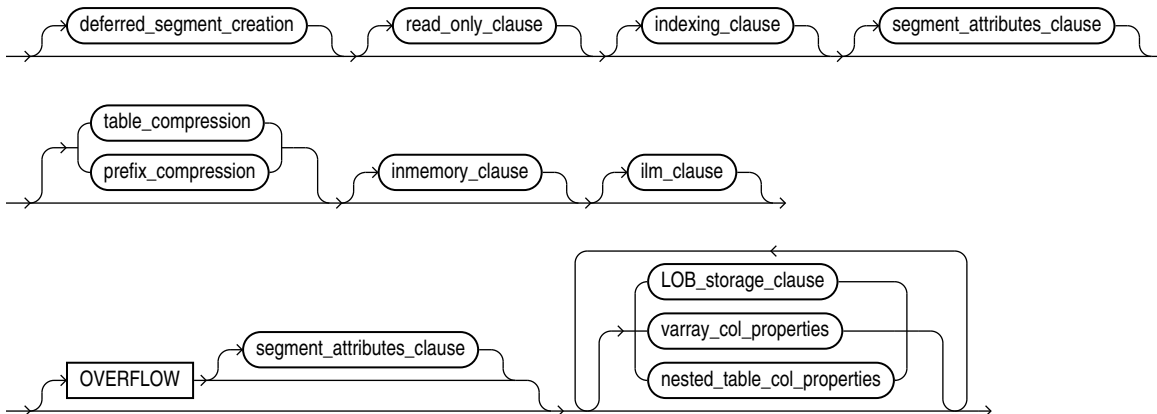 deferred_segment_creation read_only_clause indexing_clause segment_attributes_clause
table_compression
prefix_compression inmemory_clause ilm_clause
LOB_storage_clause
OVERFLOW segment_attributes_clause varray_col_properties
nested_table_col_properties